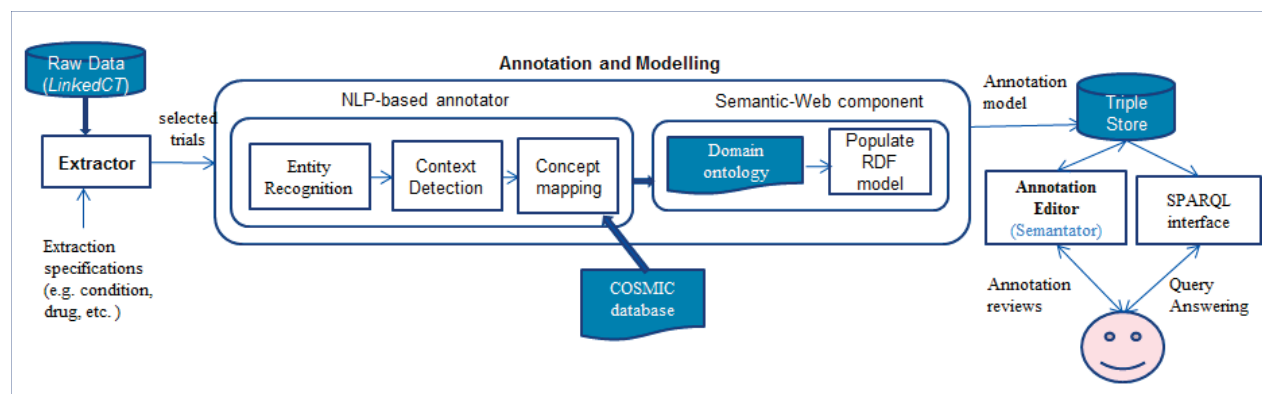 Raw Data
(LinkedCT)
Extractor
Extraction
specifications
(e.g. condition,
drug, etc. )
selected
trials
Annotation and Modelling
NLP-based annotator
Entity
Recognition
Context
Detection
Concept
mapping
COSMIC
database
Semantic-Web component
Domain
ontology
Populate
RDF
model
Annotation
model
Triple
Store
Annotation
Editor
(Semantator)
SPARQL
interface
Annotation
reviews
Query
Answering